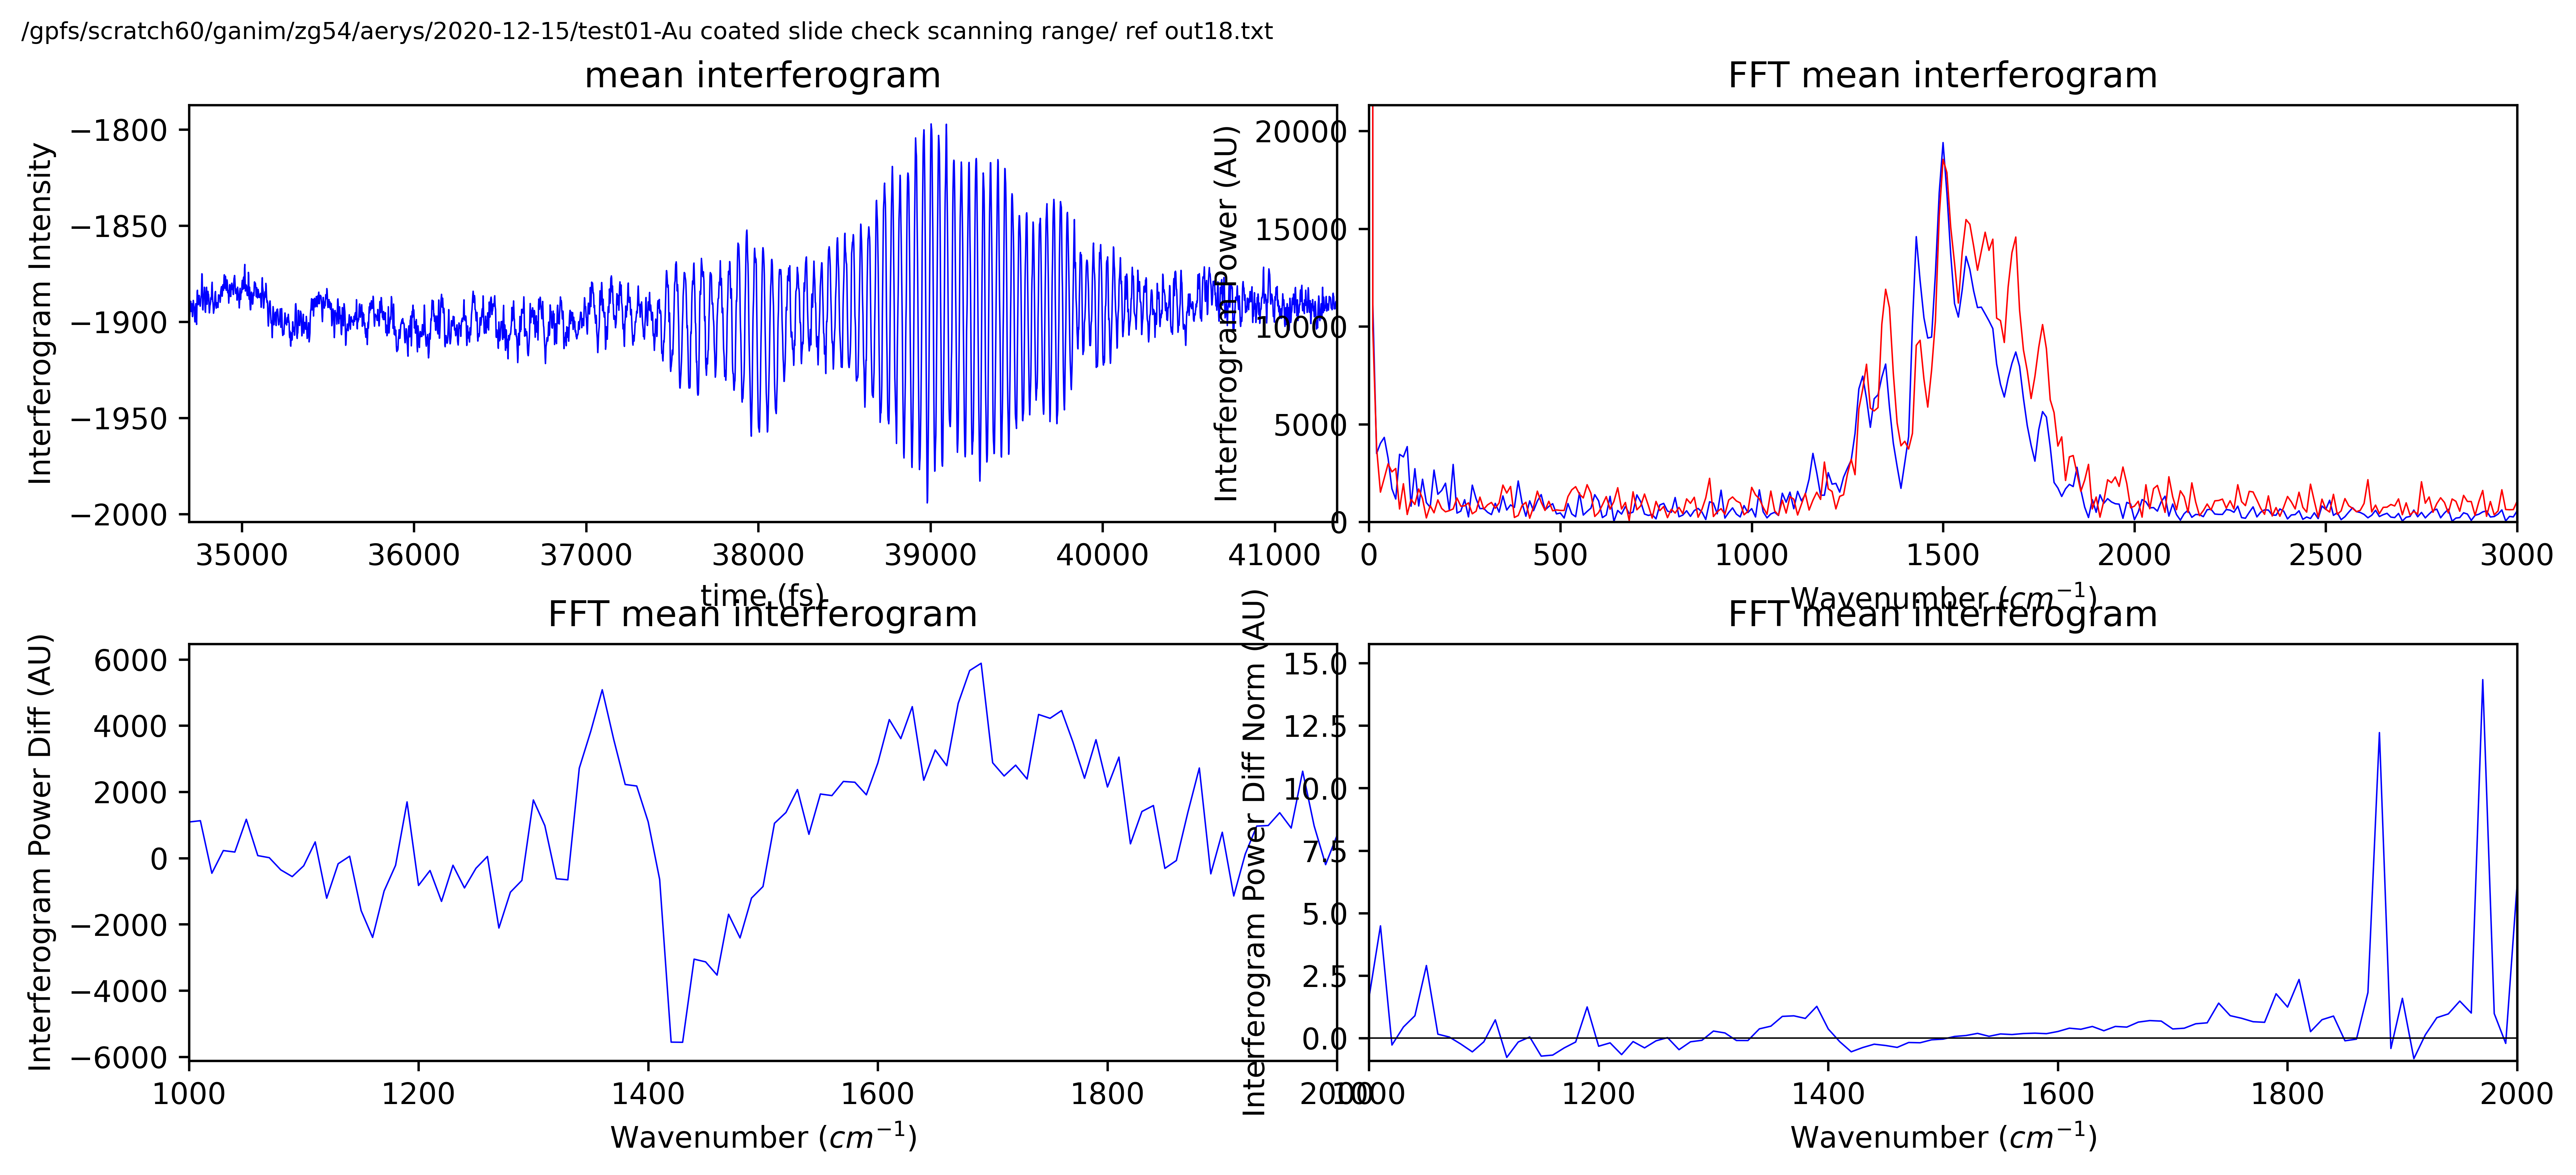 /gpfs/scratch60/ganim/zg54/aerys/2020-12-15/test01-Au coated slide check scanning range/ ref out18.txt
mean interferogram
Interferogram Intensity
−1800
−1850
−1900
−1950
−2000
35000 36000 37000 38000 39000 40000 41000
time (fs)
FFT mean interferogram
Interferogram Power (AU)
20000
15000
10000
5000
0
0 500 1000 1500 2000 2500 3000
Wavenumber (cm⁻¹)
FFT mean interferogram
Interferogram Power Diff (AU)
6000
4000
2000
0
−2000
−4000
−6000
1000 1200 1400 1600 1800 2000
Wavenumber (cm⁻¹)
FFT mean interferogram
Interferogram Power Diff Norm (AU)
15.0
12.5
10.0
7.5
5.0
2.5
0.0
1000 1200 1400 1600 1800 2000
Wavenumber (cm⁻¹)